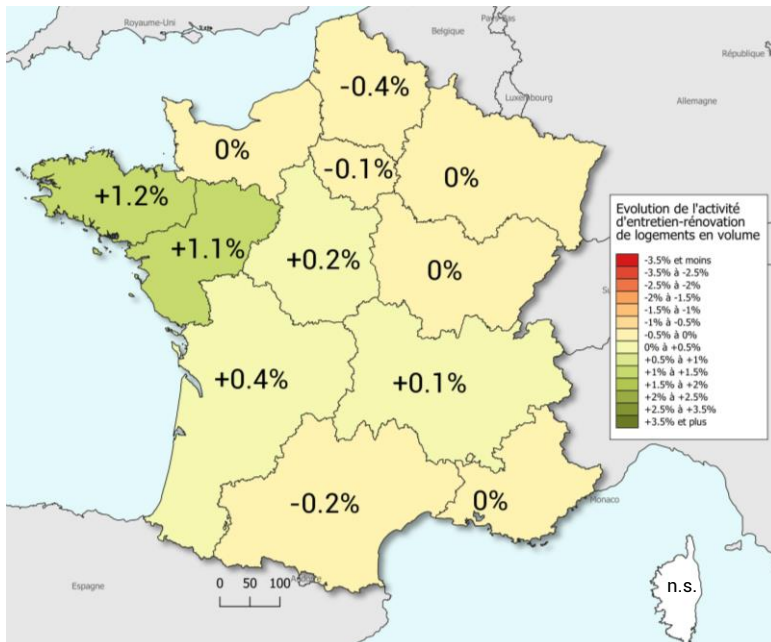 Royaume-Uni
Pays-Bas
Belgique
République
Luxembourg
Allemagne
-0.4%
0%
-0.1%
0%
+1.2%
+1.1%
+0.2%
0%
Evolution de l'activité
d'entretien-rénovation
de logements en volume
-3.5% et moins
-3.5% à -2.5%
-2.5% à -2%
-2% à -1.5%
-1.5% à -1%
-1% à -0.5%
-0.5% à 0%
0% à +0.5%
+0.5% à +1%
+1% à +1.5%
+1.5% à +2%
+2% à +2.5%
+2.5% à +3.5%
+3.5% et plus
+0.4%
+0.1%
-0.2%
0%
Monaco
Espagne
0 50 100
n.s.